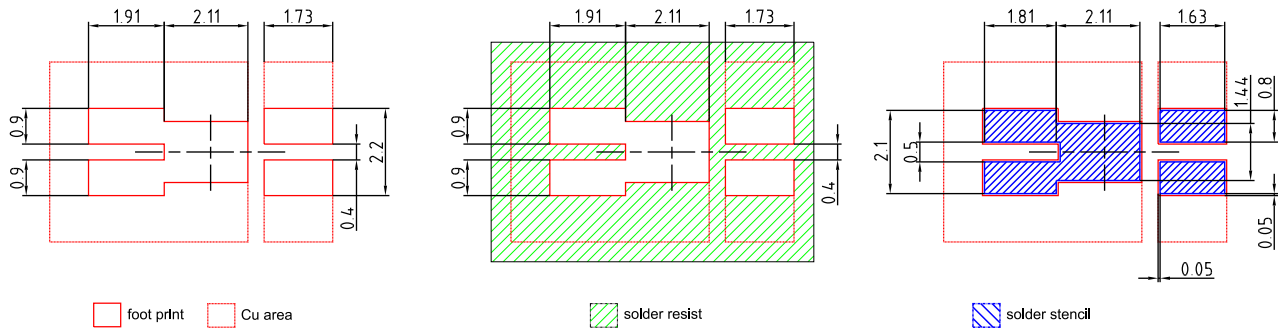 1.91 2.11 1.73
0.9
0.9
2.2
0.4
1.91 2.11 1.73
0.9
0.9
0.4
1.81 2.11 1.63
2.1
0.5
1.44
0.8
0.05
0.05
foot print
Cu area
solder resist
solder stencil